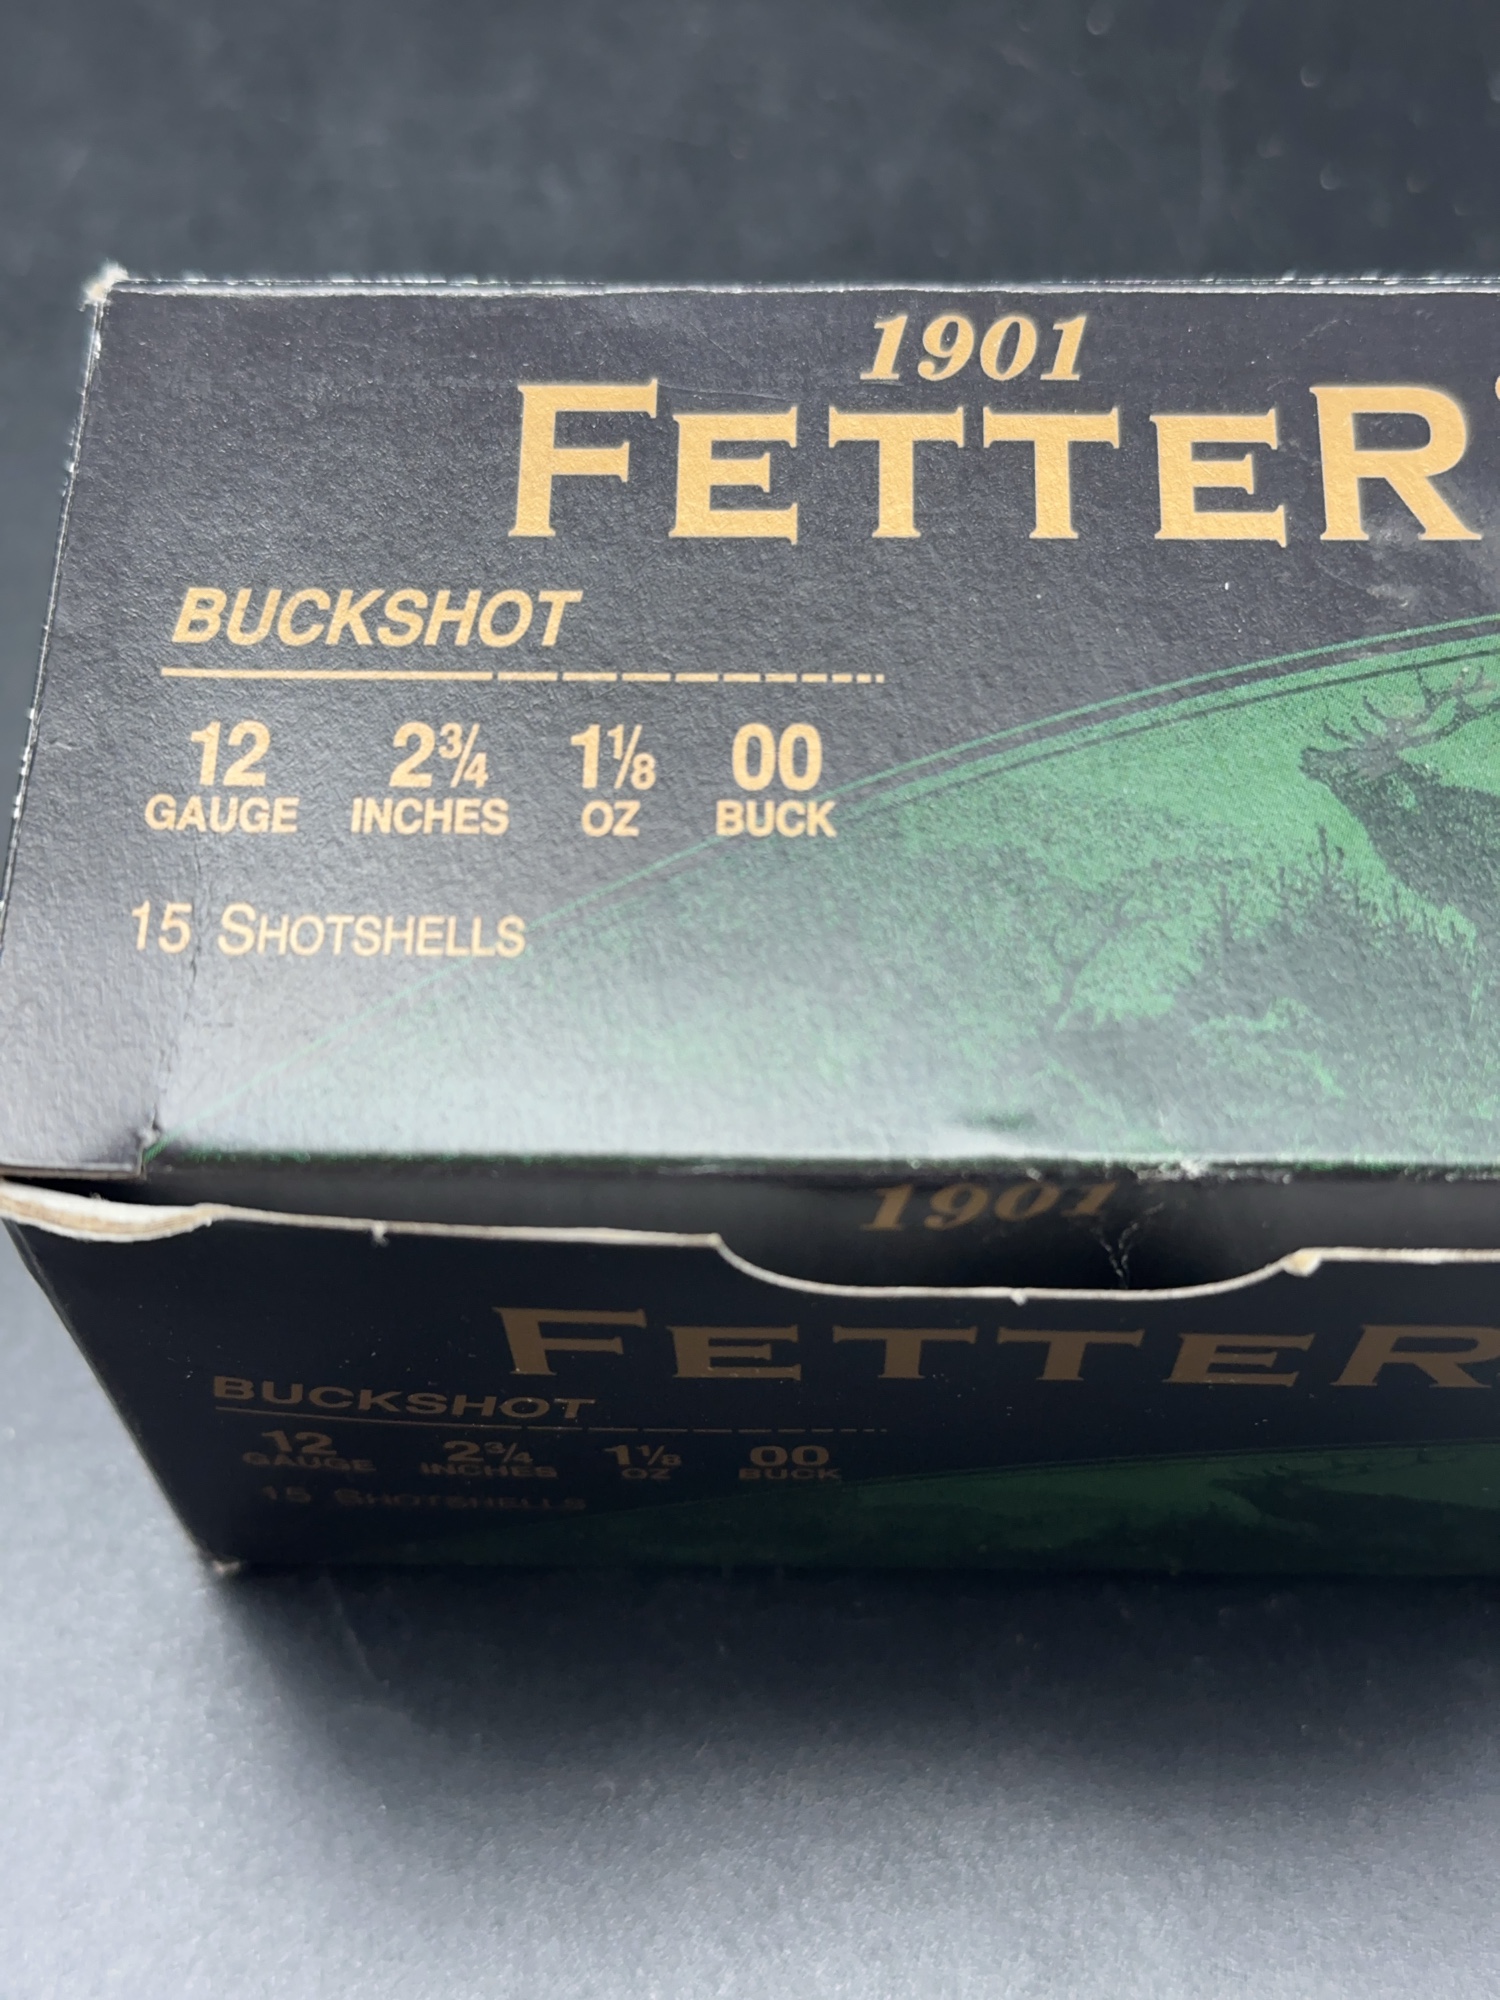 1901
FETTER
BUCKSHOT
12 2¾ 1⅛ 00
GAUGE INCHES OZ BUCK
15 SHOTSHELLS
1901
FETTER
BUCKSHOT
12 2¾ 1⅛ 00
GAUGE INCHES OZ BUCK
15 SHOTSHELLS